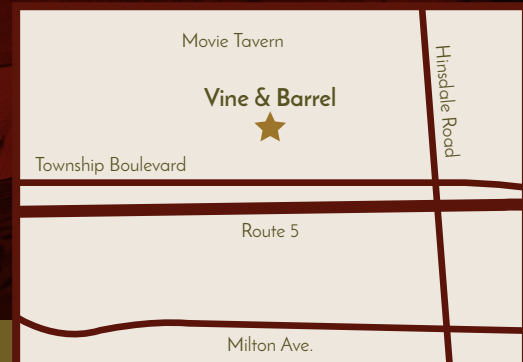 Movie Tavern
Hinsdale Road
Vine & Barrel
Township Boulevard
Route 5
Milton Ave.